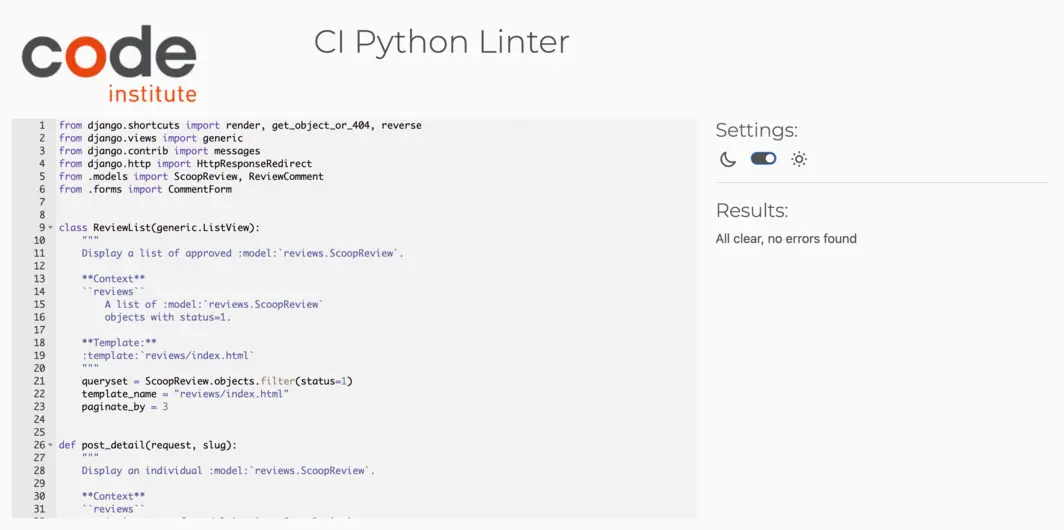 code
institute
CI Python Linter
1 from django.shortcuts import render, get_object_or_404, reverse
2 from django.views import generic
3 from django.contrib import messages
4 from django.http import HttpResponseRedirect
5 from .models import ScoopReview, ReviewComment
6 from .forms import CommentForm
7
8
9 class ReviewList(generic.ListView):
10 """
11 Display a list of approved :model:`reviews.ScoopReview`.
12
13 **Context**
14 ``reviews``
15 A list of :model:`reviews.ScoopReview`
16 objects with status=1.
17
18 **Template:**
19 :template:`reviews/index.html`
20 """
21 queryset = ScoopReview.objects.filter(status=1)
22 template_name = "reviews/index.html"
23 paginate_by = 3
24
25
26 def post_detail(request, slug):
27 """
28 Display an individual :model:`reviews.ScoopReview`.
29
30 **Context**
31 ``reviews``
Settings:
Results:
All clear, no errors found